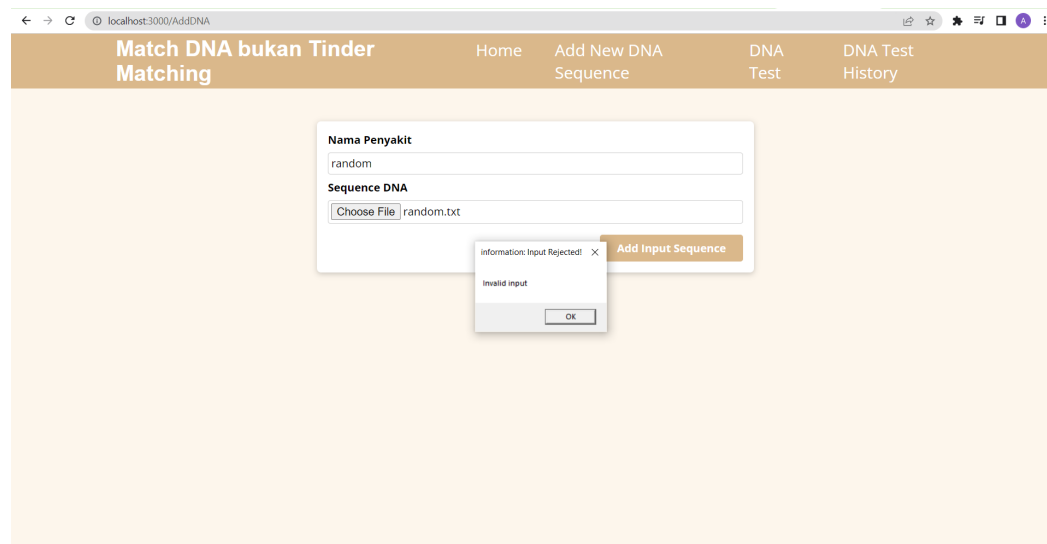 localhost:3000/AddDNA
A
Match DNA bukan Tinder
Matching
Home
Add New DNA
Sequence
DNA
Test
DNA Test
History
Nama Penyakit
random
Sequence DNA
Choose File random.txt
Add Input Sequence
information: Input Rejected!
Invalid input
OK